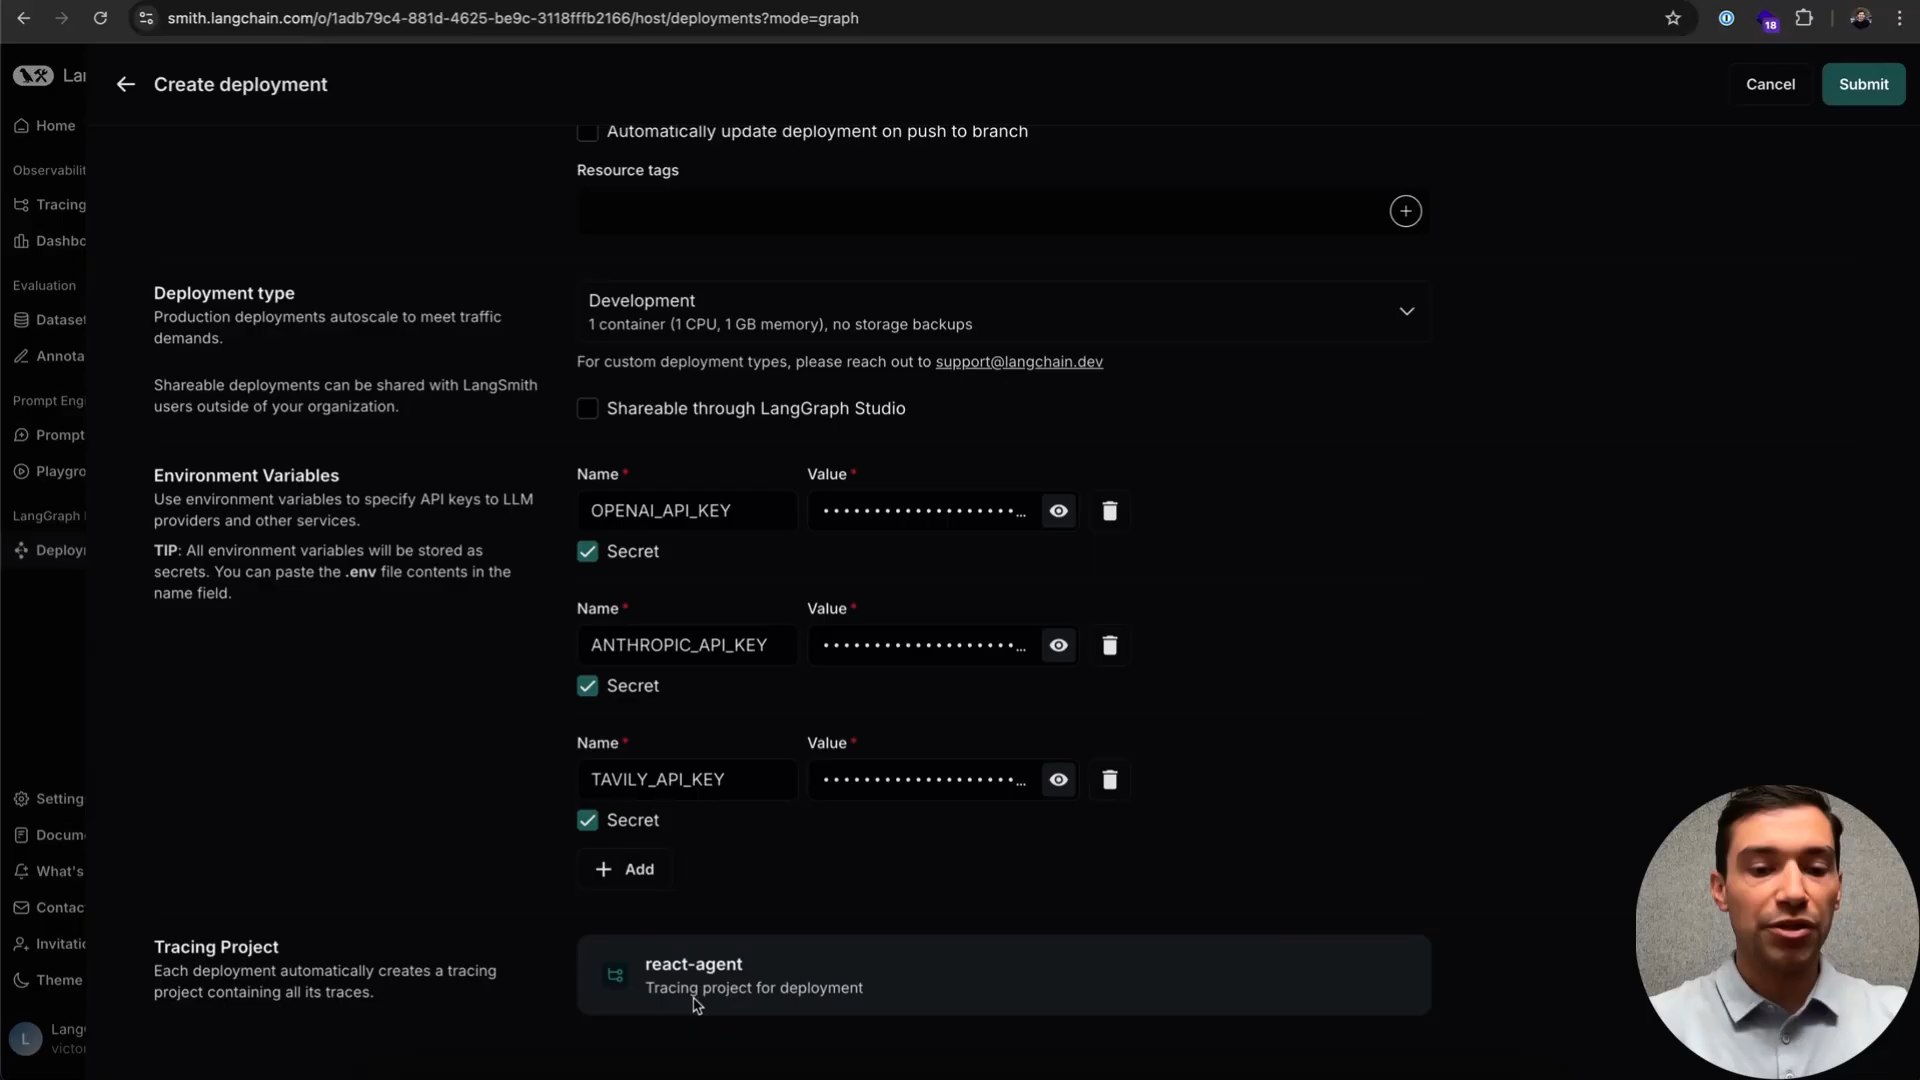 smith.langchain.com/o/1adb79c4-881d-4625-be9c-3118fffb2166/host/deployments?mode=graph
18
Lan
Create deployment
Cancel
Submit
Home
Observabilit
Tracing
Dashbo
Evaluation
Dataset
Annota
Prompt Engi
Prompt
Playgro
LangGraph
Deployr
Automatically update deployment on push to branch
Resource tags
Deployment type
Production deployments autoscale to meet traffic
demands.
Shareable deployments can be shared with LangSmith
users outside of your organization.
Development
1 container (1 CPU, 1 GB memory), no storage backups
For custom deployment types, please reach out to support@langchain.dev
Shareable through LangGraph Studio
Environment Variables
Use environment variables to specify API keys to LLM
providers and other services.
TIP: All environment variables will be stored as
secrets. You can paste the .env file contents in the
name field.
Name * Value *
OPENAI_API_KEY
Secret
Name * Value *
ANTHROPIC_API_KEY
Secret
Name * Value *
TAVILY_API_KEY
Secret
Add
Tracing Project
Each deployment automatically creates a tracing
project containing all its traces.
react-agent
Tracing project for deployment
Setting
Docum
What's
Contac
Invitatio
Theme
L
Lang
victor